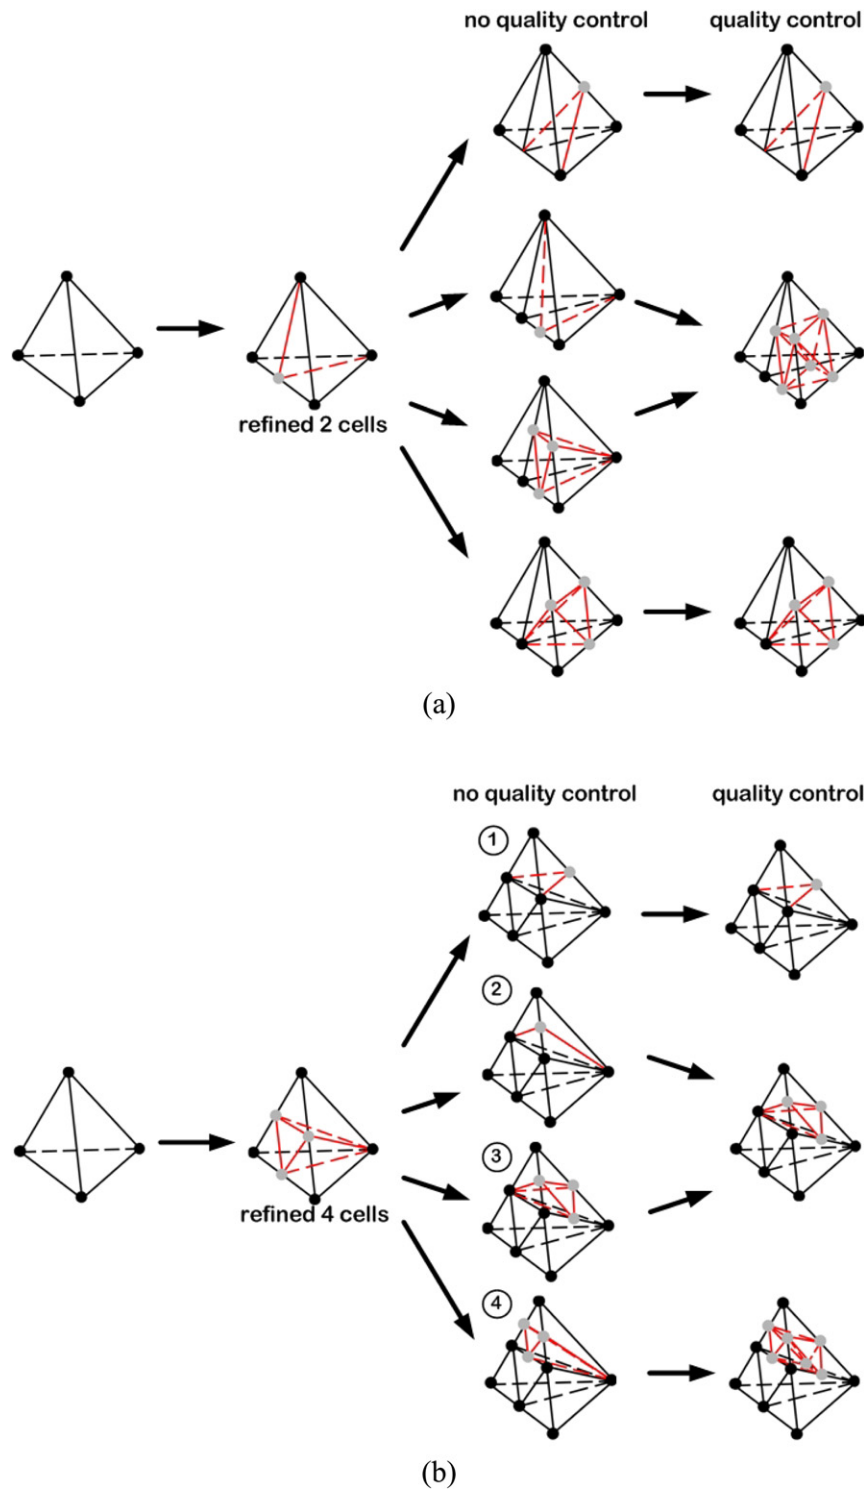 no quality control quality control
refined 2 cells
(a)
no quality control quality control
1
2
3
4
refined 4 cells
(b)